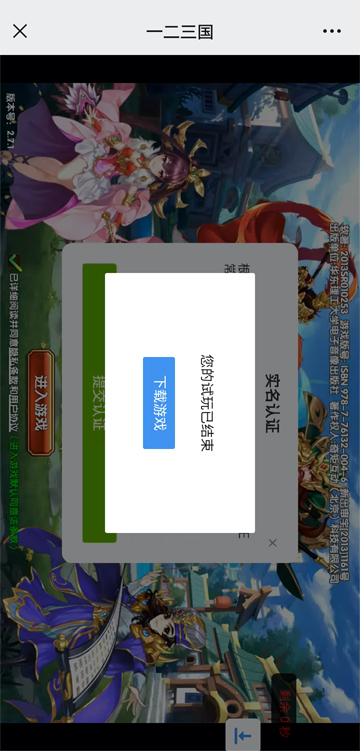 软著：2013SR010253 游戏版号：ISBN 978-7-76132-004-6 新出审字[2013]1161号
出版单位:华东理工大学电子音像出版社 著作权人:奇矩互动（北京）科技有限公司
剩余 0 秒
实名认证
根
证
常
您的试玩已结束
下载游戏
提交认证
进入游戏
已详细阅读并同意隐私条款和用户协议（进入游戏默认同意该条款）
版本号：2.7.1
一二三国